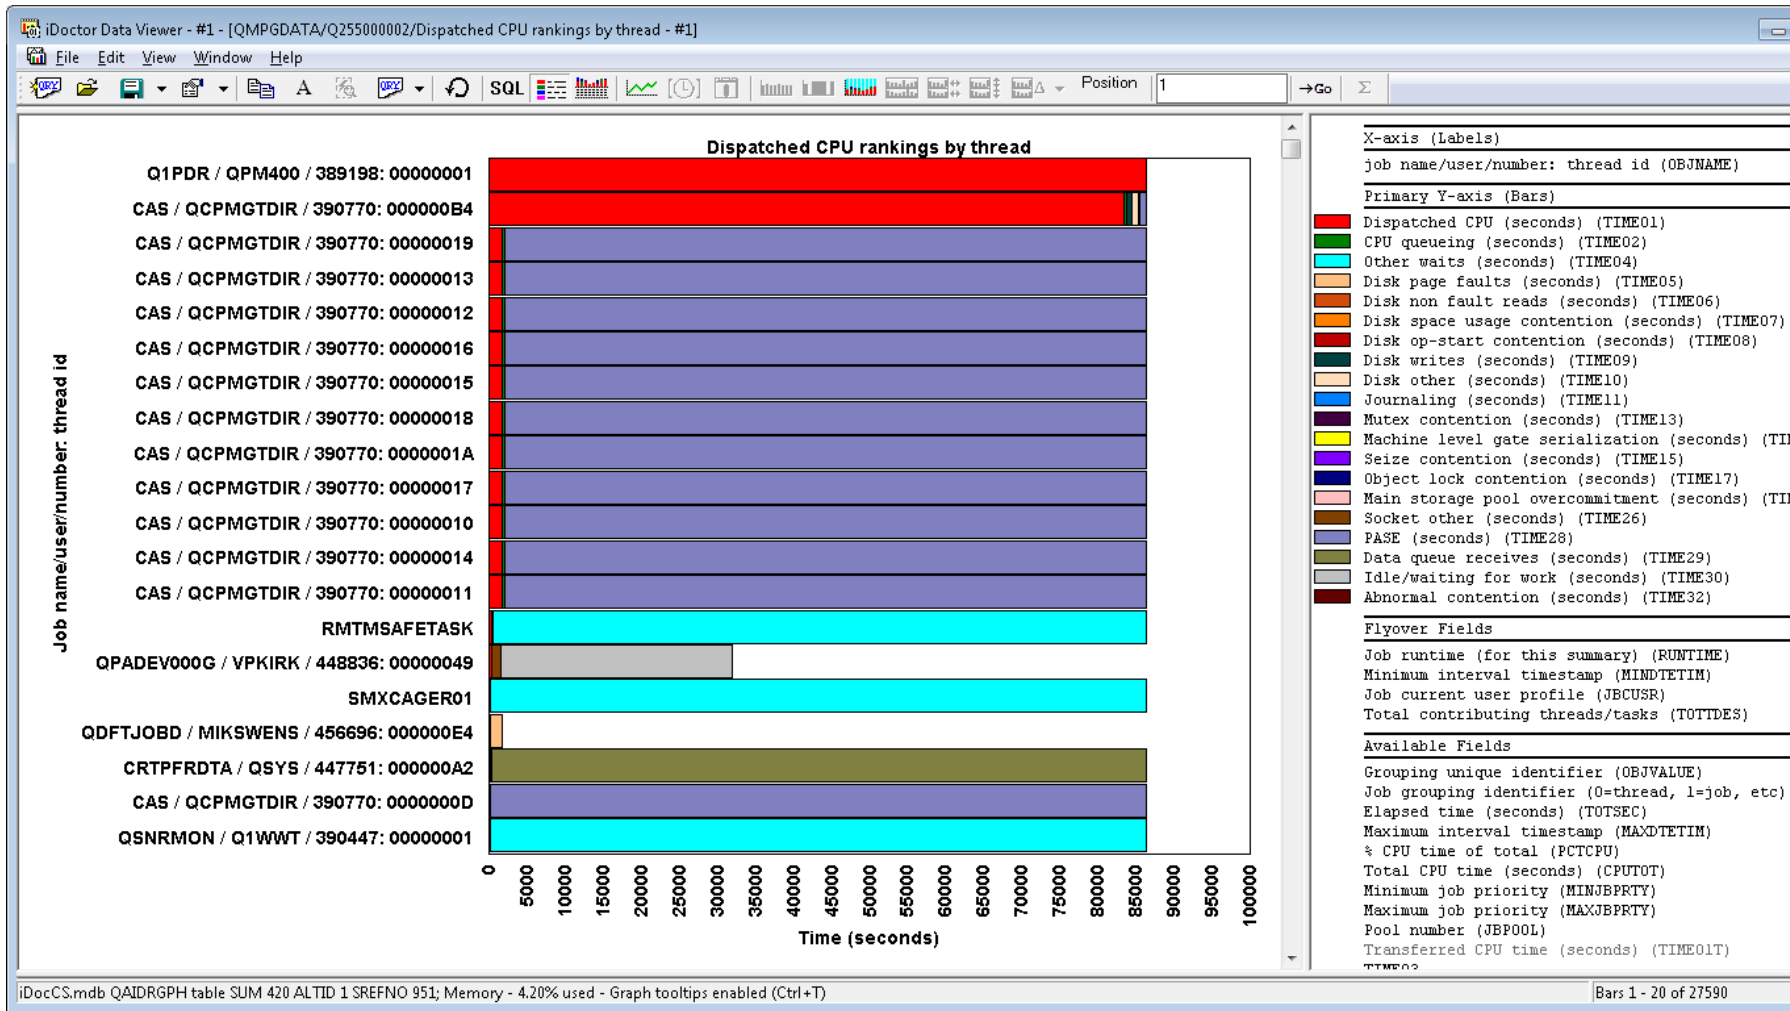 iDoctor Data Viewer - #1 - [QMPGDATA/Q255000002/Dispatched CPU rankings by thread - #1]
File Edit View Window Help
QRY A QRY SQL Position 1 →Go Σ
Dispatched CPU rankings by thread
Job name/user/number: thread id
Q1PDR / QPM400 / 389198: 00000001
CAS / QCPMGTDIR / 390770: 000000B4
CAS / QCPMGTDIR / 390770: 00000019
CAS / QCPMGTDIR / 390770: 00000013
CAS / QCPMGTDIR / 390770: 00000012
CAS / QCPMGTDIR / 390770: 00000016
CAS / QCPMGTDIR / 390770: 00000015
CAS / QCPMGTDIR / 390770: 00000018
CAS / QCPMGTDIR / 390770: 0000001A
CAS / QCPMGTDIR / 390770: 00000017
CAS / QCPMGTDIR / 390770: 00000010
CAS / QCPMGTDIR / 390770: 00000014
CAS / QCPMGTDIR / 390770: 00000011
RMTMSAFETASK
QPADEV000G / VPKIRK / 448836: 00000049
SMXCAGER01
QDFTJOBD / MIKSWENS / 456696: 000000E4
CRTPFRDTA / QSYS / 447751: 000000A2
CAS / QCPMGTDIR / 390770: 0000000D
QSNRMON / Q1WWT / 390447: 00000001
0 5000 10000 15000 20000 25000 30000 35000 40000 45000 50000 55000 60000 65000 70000 75000 80000 85000 90000 95000 100000
Time (seconds)
X-axis (Labels)
job name/user/number: thread id (OBJNAME)
Primary Y-axis (Bars)
Dispatched CPU (seconds) (TIME01)
CPU queueing (seconds) (TIME02)
Other waits (seconds) (TIME04)
Disk page faults (seconds) (TIME05)
Disk non fault reads (seconds) (TIME06)
Disk space usage contention (seconds) (TIME07)
Disk op-start contention (seconds) (TIME08)
Disk writes (seconds) (TIME09)
Disk other (seconds) (TIME10)
Journaling (seconds) (TIME11)
Mutex contention (seconds) (TIME13)
Machine level gate serialization (seconds) (TI
Seize contention (seconds) (TIME15)
Object lock contention (seconds) (TIME17)
Main storage pool overcommitment (seconds) (TI
Socket other (seconds) (TIME26)
PASE (seconds) (TIME28)
Data queue receives (seconds) (TIME29)
Idle/waiting for work (seconds) (TIME30)
Abnormal contention (seconds) (TIME32)
Flyover Fields
Job runtime (for this summary) (RUNTIME)
Minimum interval timestamp (MINDTETIM)
Job current user profile (JBCUSR)
Total contributing threads/tasks (TOTTDES)
Available Fields
Grouping unique identifier (OBJVALUE)
Job grouping identifier (0=thread, 1=job, etc)
Elapsed time (seconds) (TOTSEC)
Maximum interval timestamp (MAXDTETIM)
% CPU time of total (PCTCPU)
Total CPU time (seconds) (CPUTOT)
Minimum job priority (MINJBPRTY)
Maximum job priority (MAXJBPRTY)
Pool number (JBPOOL)
Transferred CPU time (seconds) (TIME01T)
TIME03
iDocCS.mdb QAIDRGPH table SUM 420 ALTID 1 SREFNO 951; Memory - 4.20% used - Graph tooltips enabled (Ctrl+T)
Bars 1 - 20 of 27590